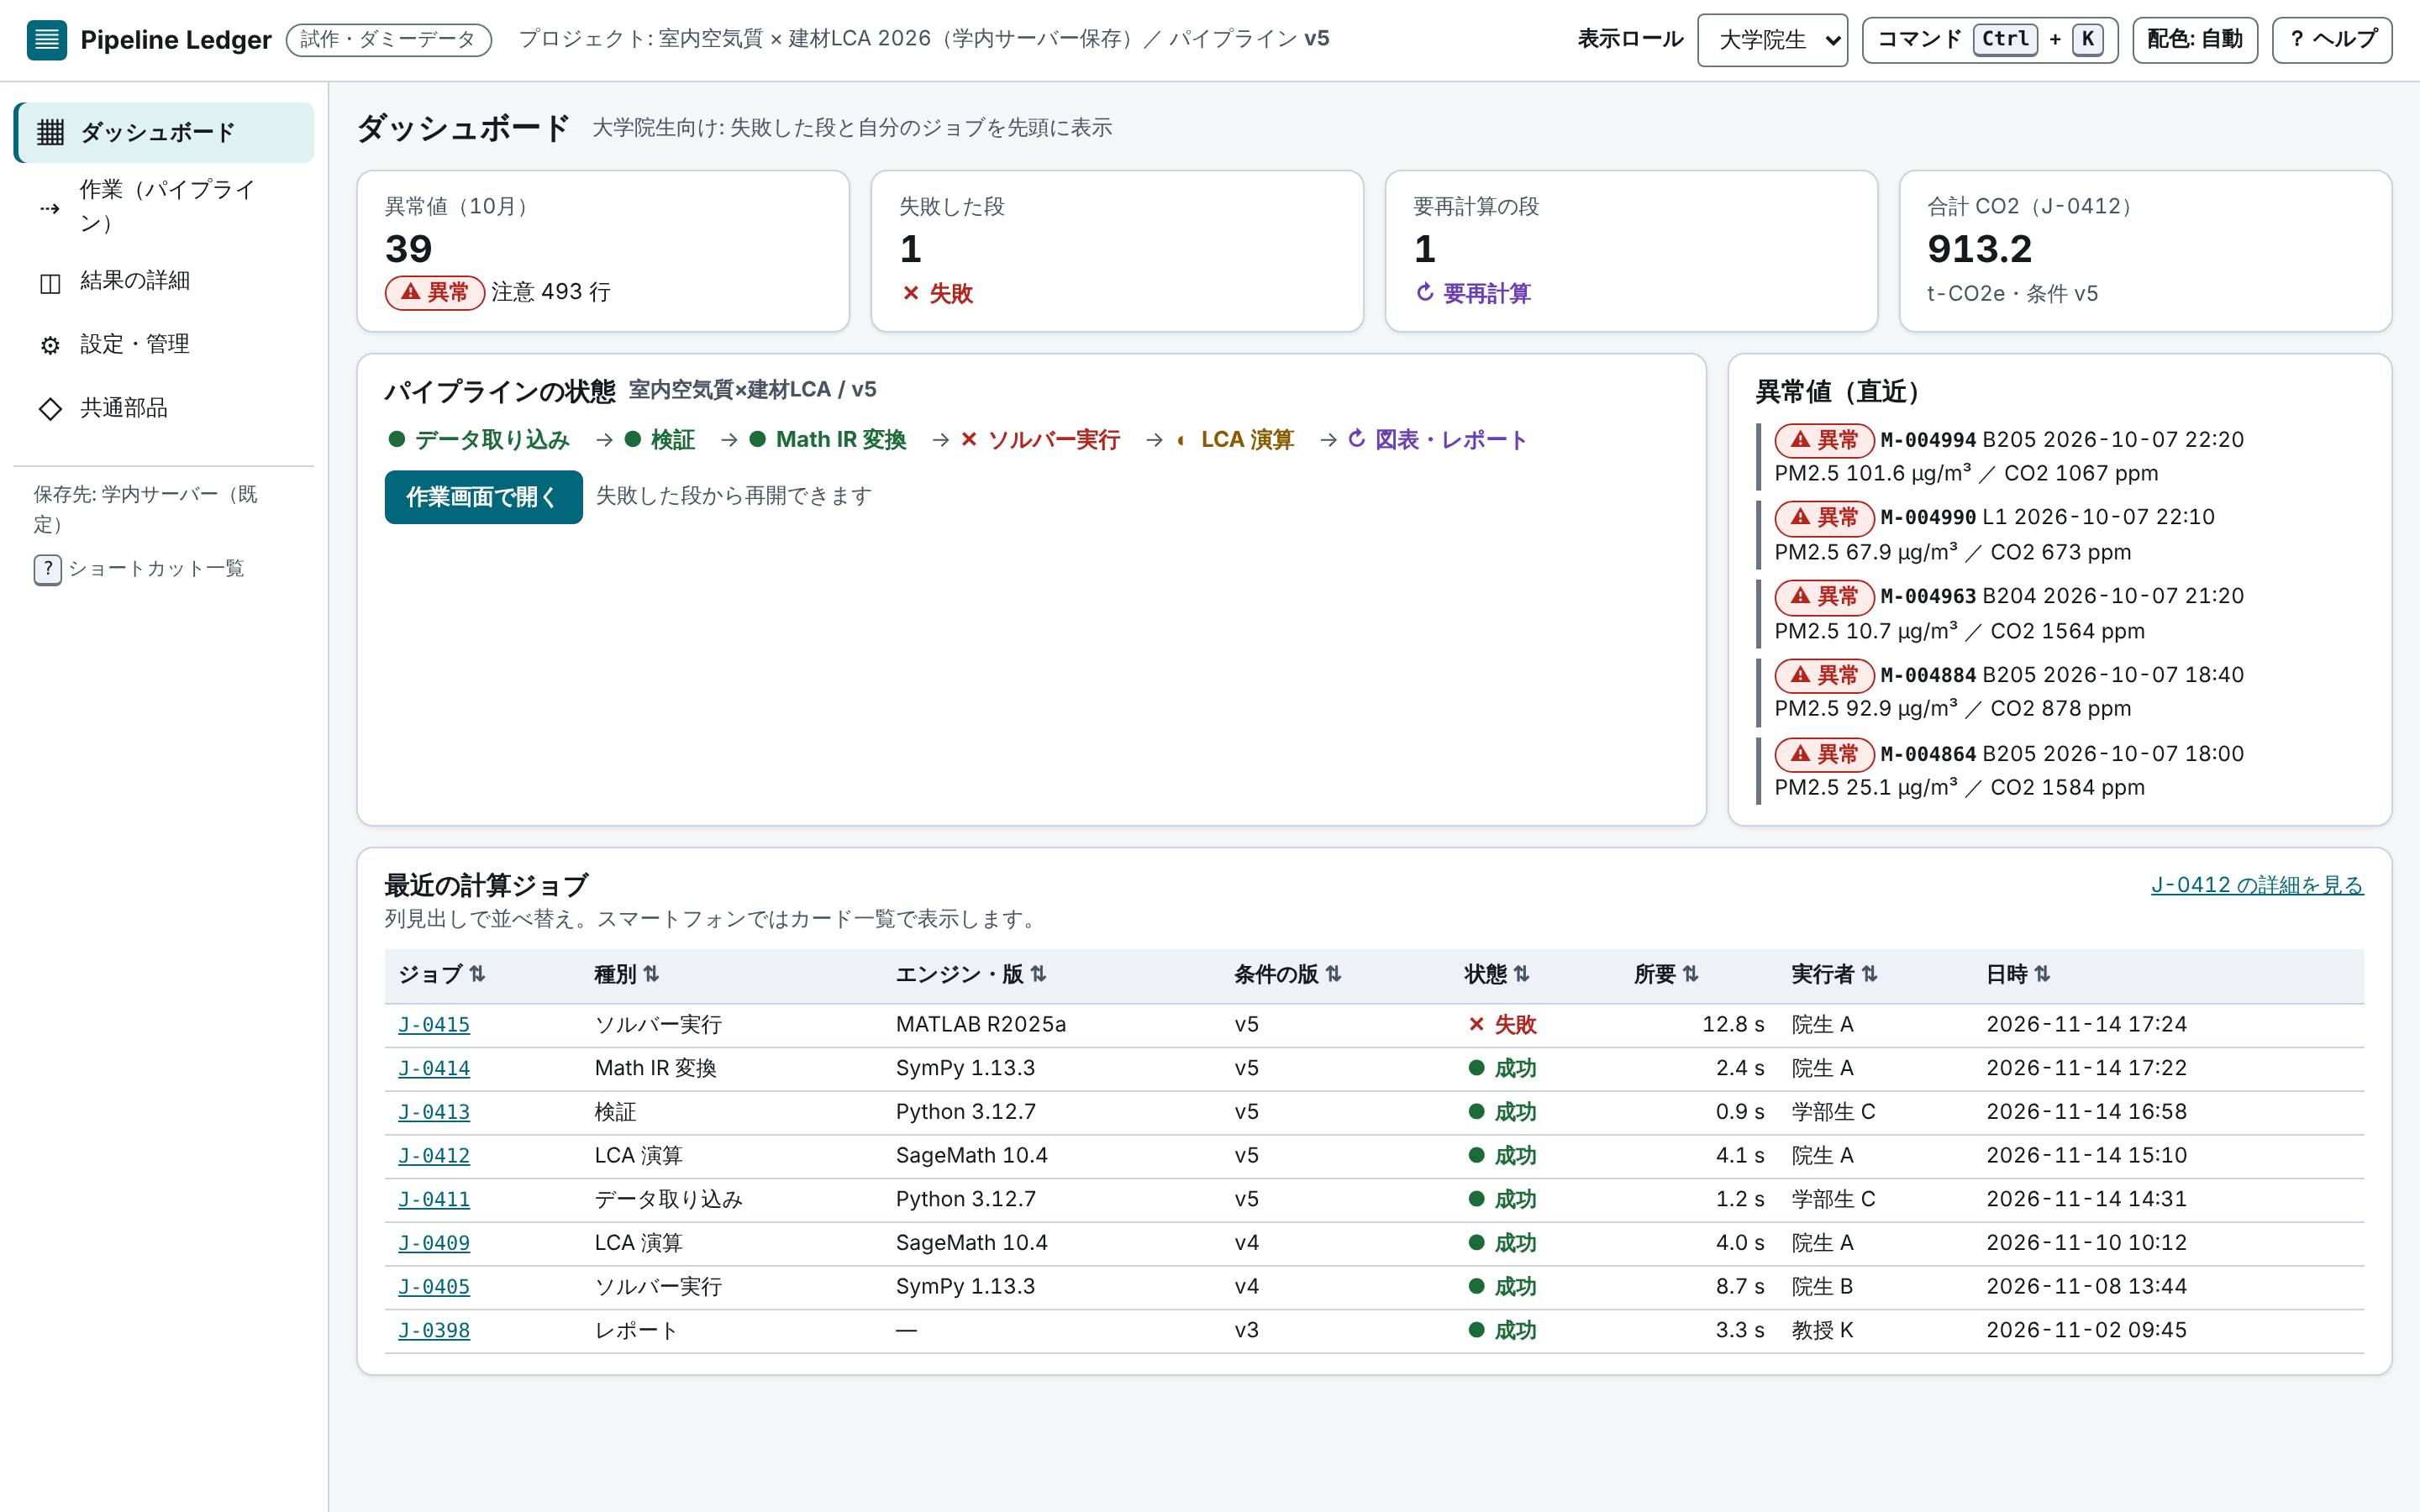 Pipeline Ledger 試作・ダミーデータ プロジェクト: 室内空気質 × 建材LCA 2026（学内サーバー保存）／ パイプライン v5 表示ロール 大学院生 コマンド Ctrl + K 配色: 自動 ? ヘルプ
ダッシュボード
作業（パイプライ
ン）
結果の詳細
設定・管理
共通部品
保存先: 学内サーバー（既
定）
? ショートカット一覧
ダッシュボード 大学院生向け: 失敗した段と自分のジョブを先頭に表示
異常値（10月）
39
異常 注意 493 行
失敗した段
1
✕ 失敗
要再計算の段
1
↻ 要再計算
合計 CO2（J-0412）
913.2
t-CO2e・条件 v5
パイプラインの状態 室内空気質×建材LCA / v5
● データ取り込み → ● 検証 → ● Math IR 変換 → ✕ ソルバー実行 → LCA 演算 → ↻ 図表・レポート
作業画面で開く 失敗した段から再開できます
異常値（直近）
異常 M-004994 B205 2026-10-07 22:20
PM2.5 101.6 µg/m³ ／ CO2 1067 ppm
異常 M-004990 L1 2026-10-07 22:10
PM2.5 67.9 µg/m³ ／ CO2 673 ppm
異常 M-004963 B204 2026-10-07 21:20
PM2.5 10.7 µg/m³ ／ CO2 1564 ppm
異常 M-004884 B205 2026-10-07 18:40
PM2.5 92.9 µg/m³ ／ CO2 878 ppm
異常 M-004864 B205 2026-10-07 18:00
PM2.5 25.1 µg/m³ ／ CO2 1584 ppm
最近の計算ジョブ J-0412 の詳細を見る
列見出しで並べ替え。スマートフォンではカード一覧で表示します。
ジョブ ⇅ 種別 ⇅ エンジン・版 ⇅ 条件の版 ⇅ 状態 ⇅ 所要 ⇅ 実行者 ⇅ 日時 ⇅
J-0415 ソルバー実行 MATLAB R2025a v5 ✕ 失敗 12.8 s 院生 A 2026-11-14 17:24
J-0414 Math IR 変換 SymPy 1.13.3 v5 ● 成功 2.4 s 院生 A 2026-11-14 17:22
J-0413 検証 Python 3.12.7 v5 ● 成功 0.9 s 学部生 C 2026-11-14 16:58
J-0412 LCA 演算 SageMath 10.4 v5 ● 成功 4.1 s 院生 A 2026-11-14 15:10
J-0411 データ取り込み Python 3.12.7 v5 ● 成功 1.2 s 学部生 C 2026-11-14 14:31
J-0409 LCA 演算 SageMath 10.4 v4 ● 成功 4.0 s 院生 A 2026-11-10 10:12
J-0405 ソルバー実行 SymPy 1.13.3 v4 ● 成功 8.7 s 院生 B 2026-11-08 13:44
J-0398 レポート — v3 ● 成功 3.3 s 教授 K 2026-11-02 09:45